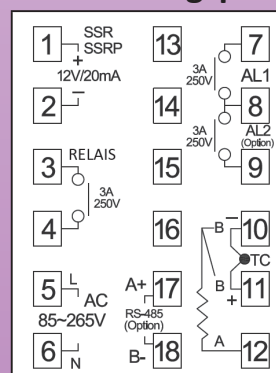 1
SSR
SSRP
+
12V/20mA
2
−
3
RELAIS
3A
250V
4
5
L
AC
85~265V
6
N
13
14
15
16
A+
17
RS-485
(Option)
B-
18
7
3A
250V
AL1
8
3A
250V
AL2
(Option)
9
−
10
B
TC
B
+
11
A
12